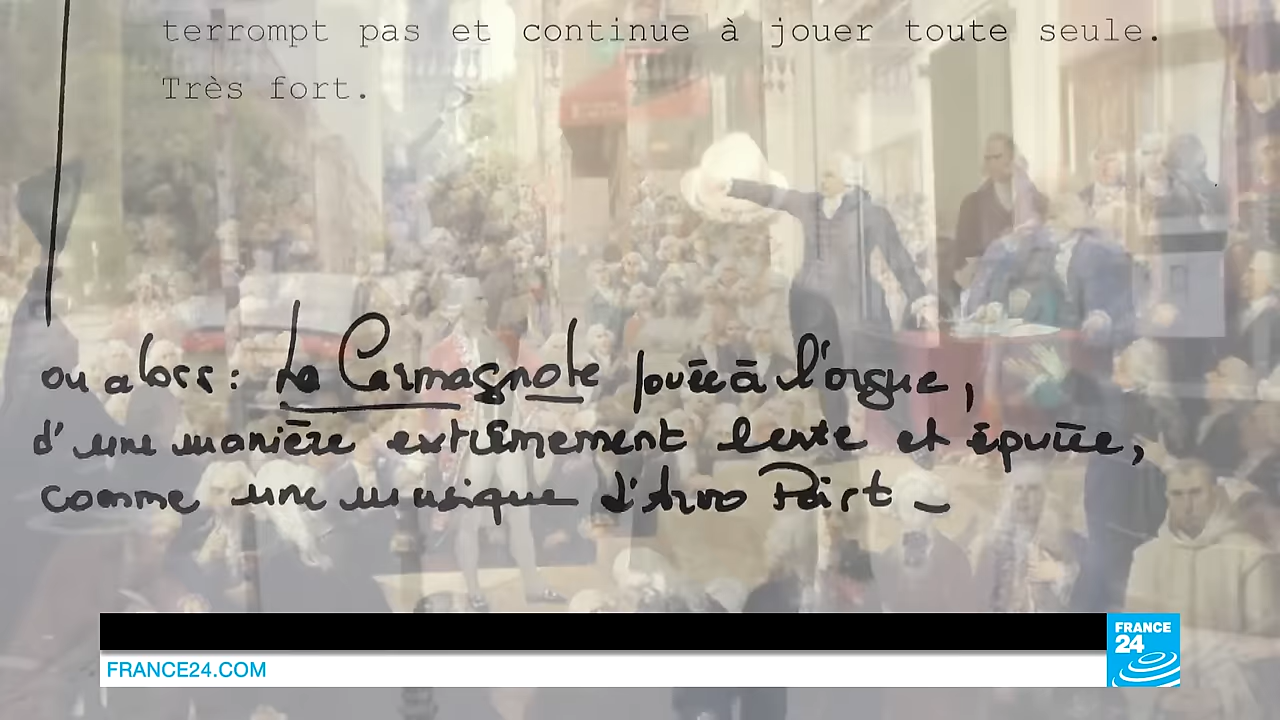 terrompt pas et continue à jouer toute seule.
Très fort.
ou alors : La Carmagnole jouée à l'orgue,
d'une manière extrêmement lente et épurée,
comme une musique d'Arvo Pärt –
FRANCE
24
FRANCE24.COM